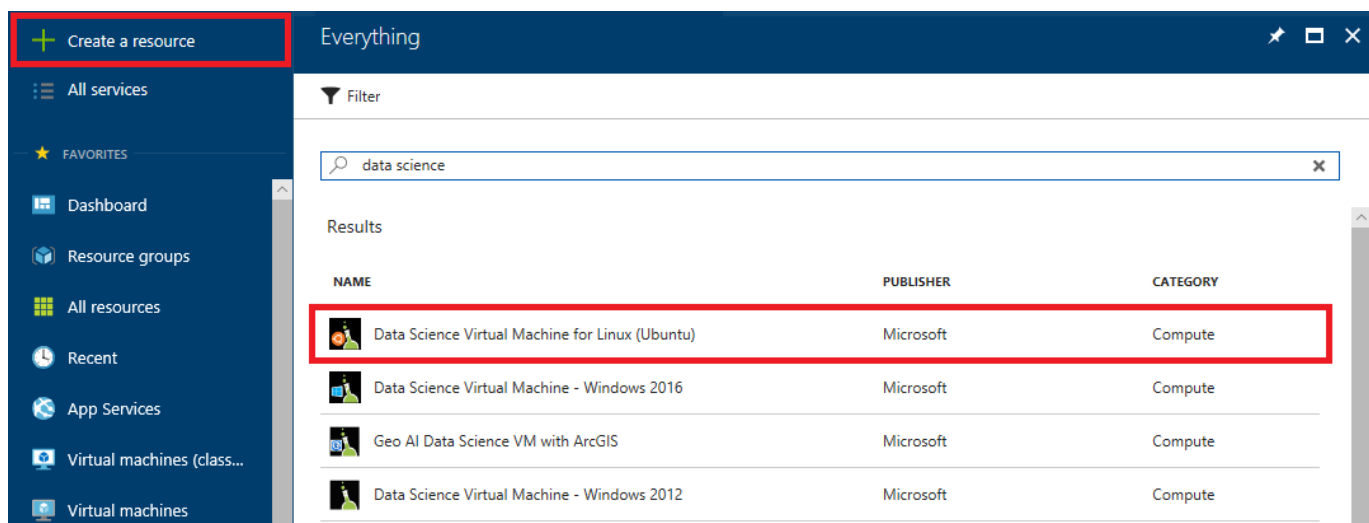 Create a resource
All services
FAVORITES
Dashboard
Resource groups
All resources
Recent
App Services
Virtual machines (class...
Virtual machines
Everything
Filter
data science
Results
NAME PUBLISHER CATEGORY
Data Science Virtual Machine for Linux (Ubuntu) Microsoft Compute
Data Science Virtual Machine - Windows 2016 Microsoft Compute
Geo AI Data Science VM with ArcGIS Microsoft Compute
Data Science Virtual Machine - Windows 2012 Microsoft Compute